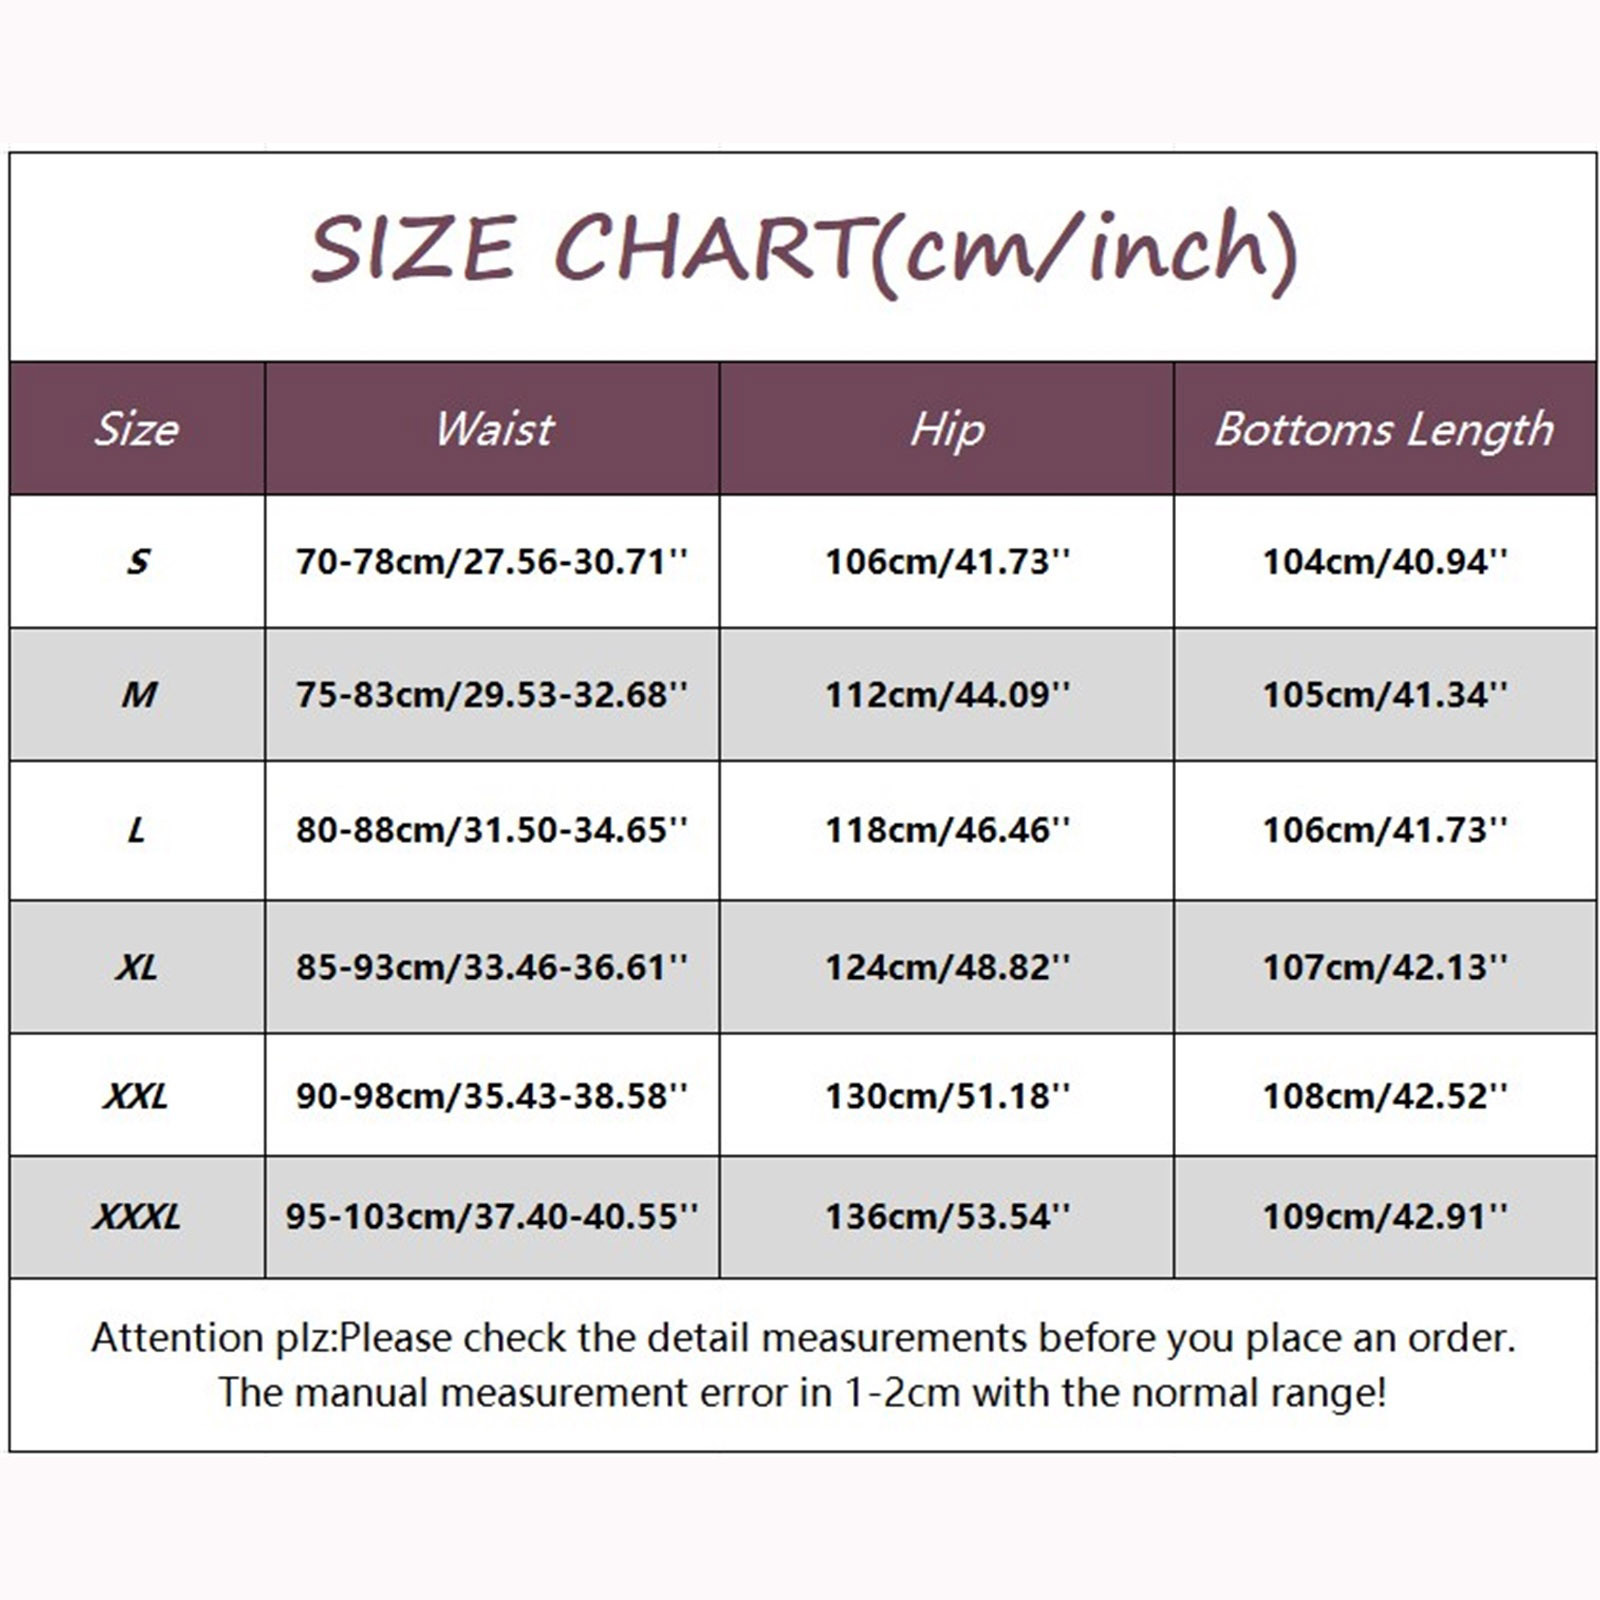 SIZE CHART(cm/inch)
Size Waist Hip Bottoms Length
S 70-78cm/27.56-30.71'' 106cm/41.73'' 104cm/40.94''
M 75-83cm/29.53-32.68'' 112cm/44.09'' 105cm/41.34''
L 80-88cm/31.50-34.65'' 118cm/46.46'' 106cm/41.73''
XL 85-93cm/33.46-36.61'' 124cm/48.82'' 107cm/42.13''
XXL 90-98cm/35.43-38.58'' 130cm/51.18'' 108cm/42.52''
XXXL 95-103cm/37.40-40.55'' 136cm/53.54'' 109cm/42.91''
Attention plz:Please check the detail measurements before you place an order.
The manual measurement error in 1-2cm with the normal range!